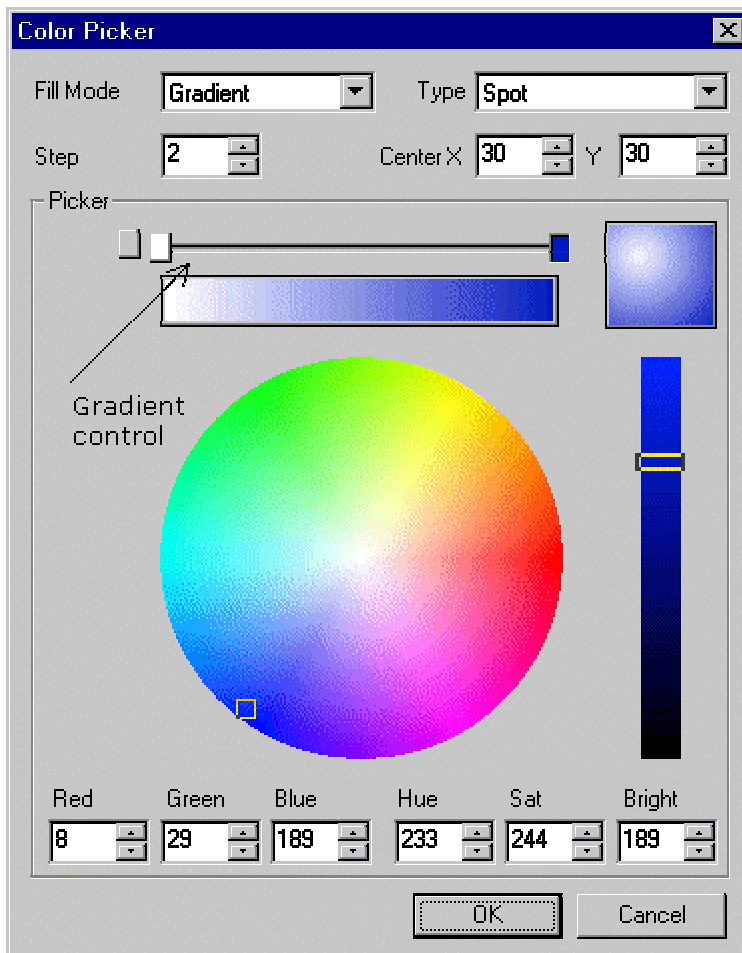 Color Picker
Fill Mode Gradient Type Spot
Step 2 Center X 30 Y 30
Picker
Gradient
control
Red Green Blue Hue Sat Bright
8 29 189 233 244 189
OK Cancel